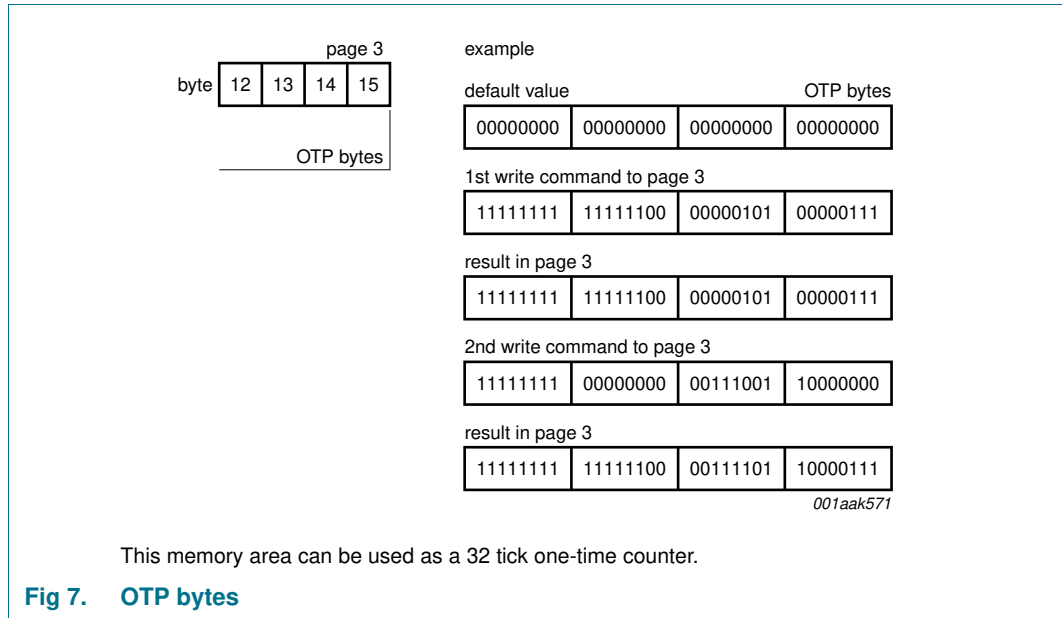 page 3
byte 12 13 14 15
OTP bytes
example
default value OTP bytes
00000000 00000000 00000000 00000000
1st write command to page 3
11111111 11111100 00000101 00000111
result in page 3
11111111 11111100 00000101 00000111
2nd write command to page 3
11111111 00000000 00111001 10000000
result in page 3
11111111 11111100 00111101 10000111
001aak571
This memory area can be used as a 32 tick one-time counter.
Fig 7. OTP bytes